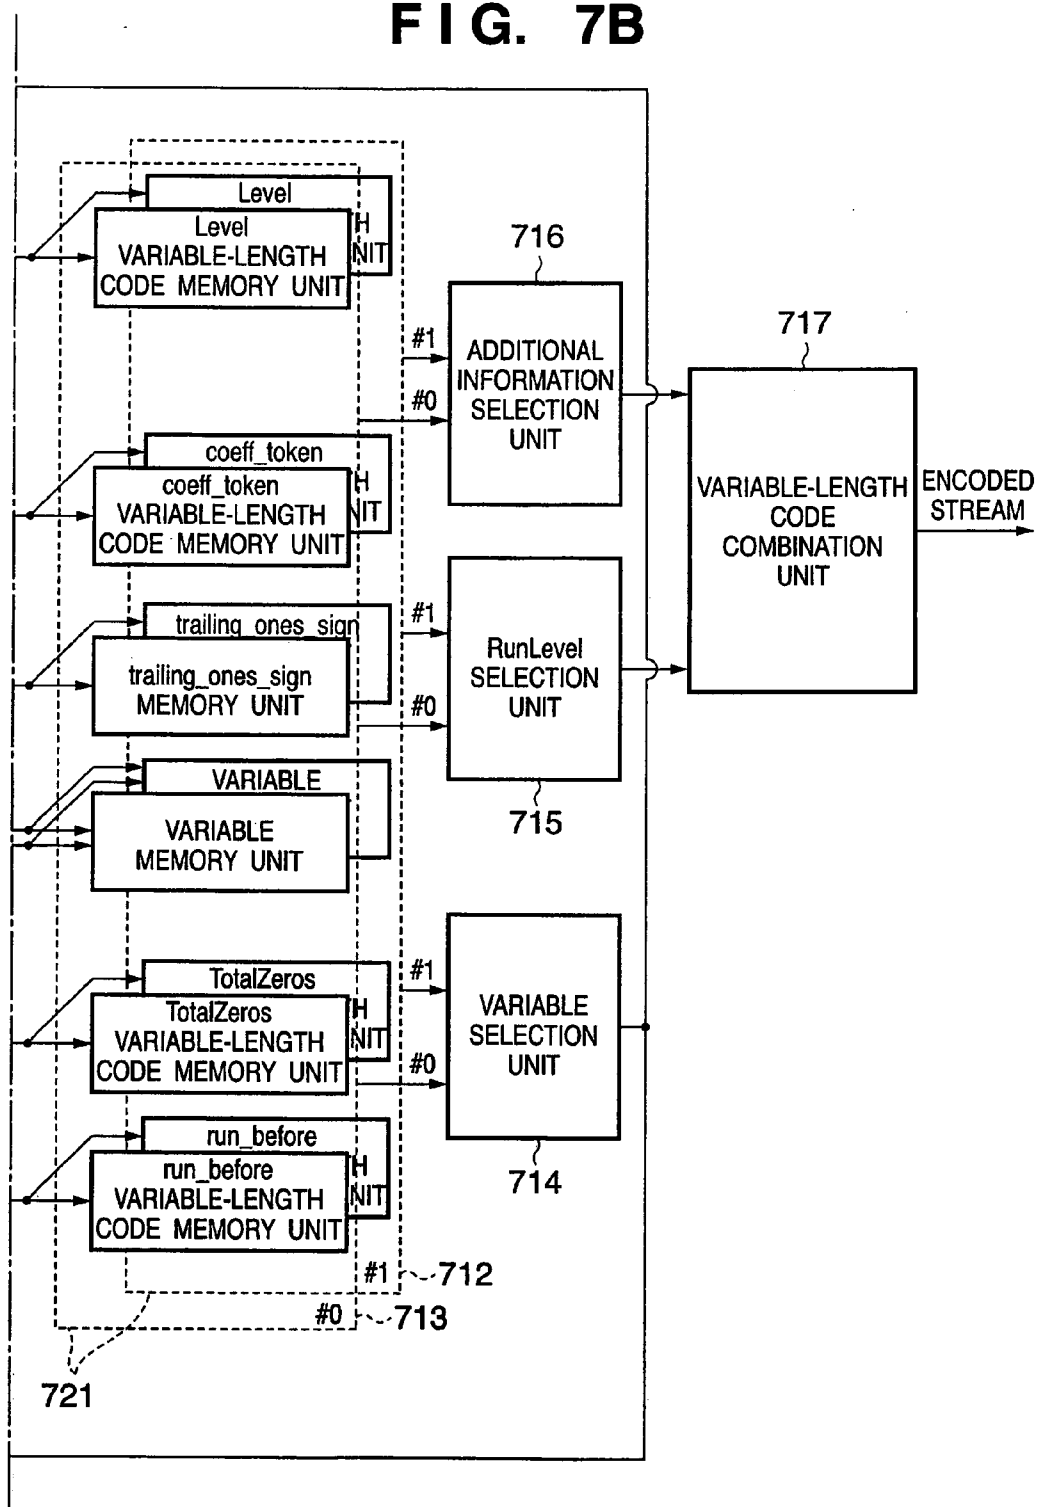 FIG. 7B
Level
H
NIT
Level
VARIABLE-LENGTH
CODE MEMORY UNIT
coeff_token
H
NIT
coeff_token
VARIABLE-LENGTH
CODE MEMORY UNIT
trailing_ones_sign
trailing_ones_sign
MEMORY UNIT
VARIABLE
VARIABLE
MEMORY UNIT
TotalZeros
H
NIT
TotalZeros
VARIABLE-LENGTH
CODE MEMORY UNIT
run_before
H
NIT
run_before
VARIABLE-LENGTH
CODE MEMORY UNIT
#1
712
#0
713
721
716
#1
#0
ADDITIONAL
INFORMATION
SELECTION
UNIT
#1
#0
RunLevel
SELECTION
UNIT
715
#1
#0
VARIABLE
SELECTION
UNIT
714
717
VARIABLE-LENGTH
CODE
COMBINATION
UNIT
ENCODED
STREAM